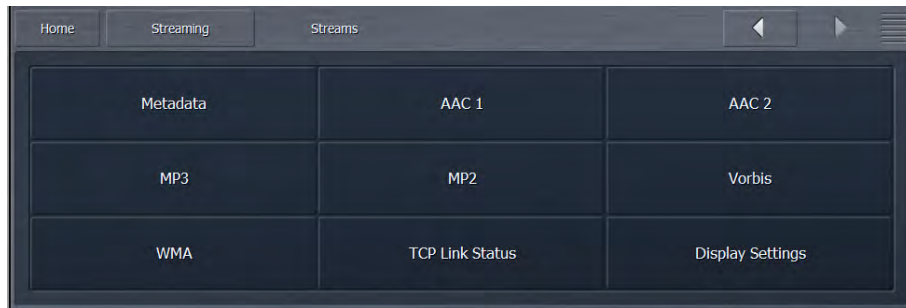 Home Streaming Streams
Metadata AAC 1 AAC 2
MP3 MP2 Vorbis
WMA TCP Link Status Display Settings